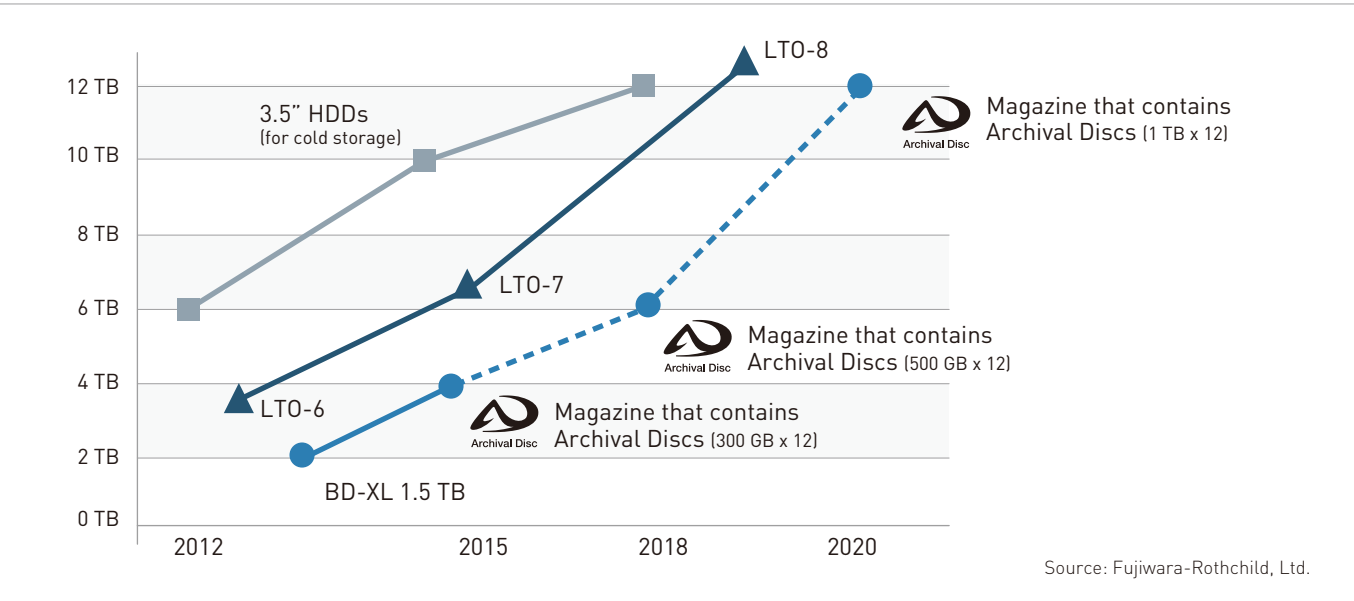 LTO-8
12 TB
3.5” HDDs
(for cold storage)
Archival Disc
Magazine that contains
Archival Discs (1 TB x 12)
10 TB
8 TB
LTO-7
6 TB
Archival Disc
Magazine that contains
Archival Discs (500 GB x 12)
4 TB
LTO-6
Archival Disc
Magazine that contains
Archival Discs (300 GB x 12)
2 TB
BD-XL 1.5 TB
0 TB
2012
2015
2018
2020
Source: Fujiwara-Rothchild, Ltd.